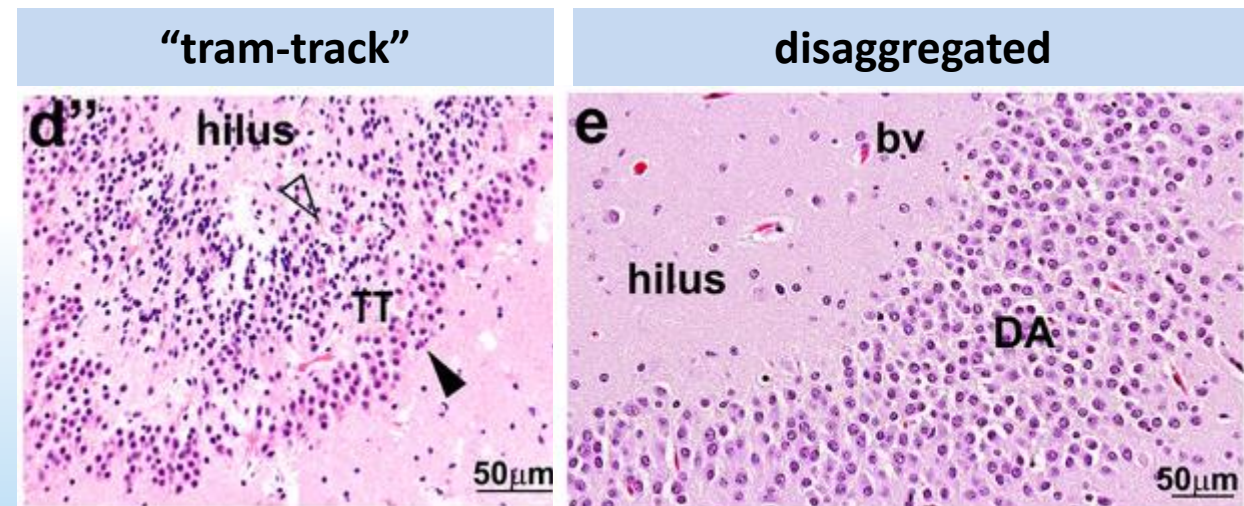 “tram-track”
disaggregated
d”
hilus
TT
50µm
e
bv
hilus
DA
50µm